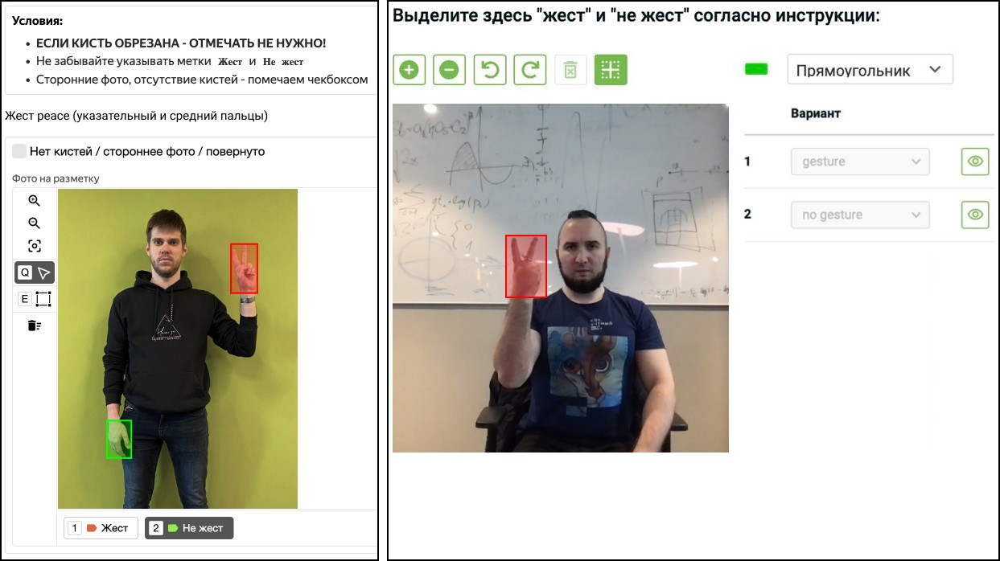 Условия:
ЕСЛИ КИСТЬ ОБРЕЗАНА - ОТМЕЧАТЬ НЕ НУЖНО!
Не забывайте указывать метки Жест и Не жест
Сторонние фото, отсутствие кистей - помечаем чекбоксом
Жест peace (указательный и средний пальцы)
Нет кистей / стороннее фото / повернуто
Фото на разметку
Q
E
1 Жест
2 Не жест
Выделите здесь "жест" и "не жест" согласно инструкции:
Прямоугольник
Вариант
1 gesture
2 no gesture